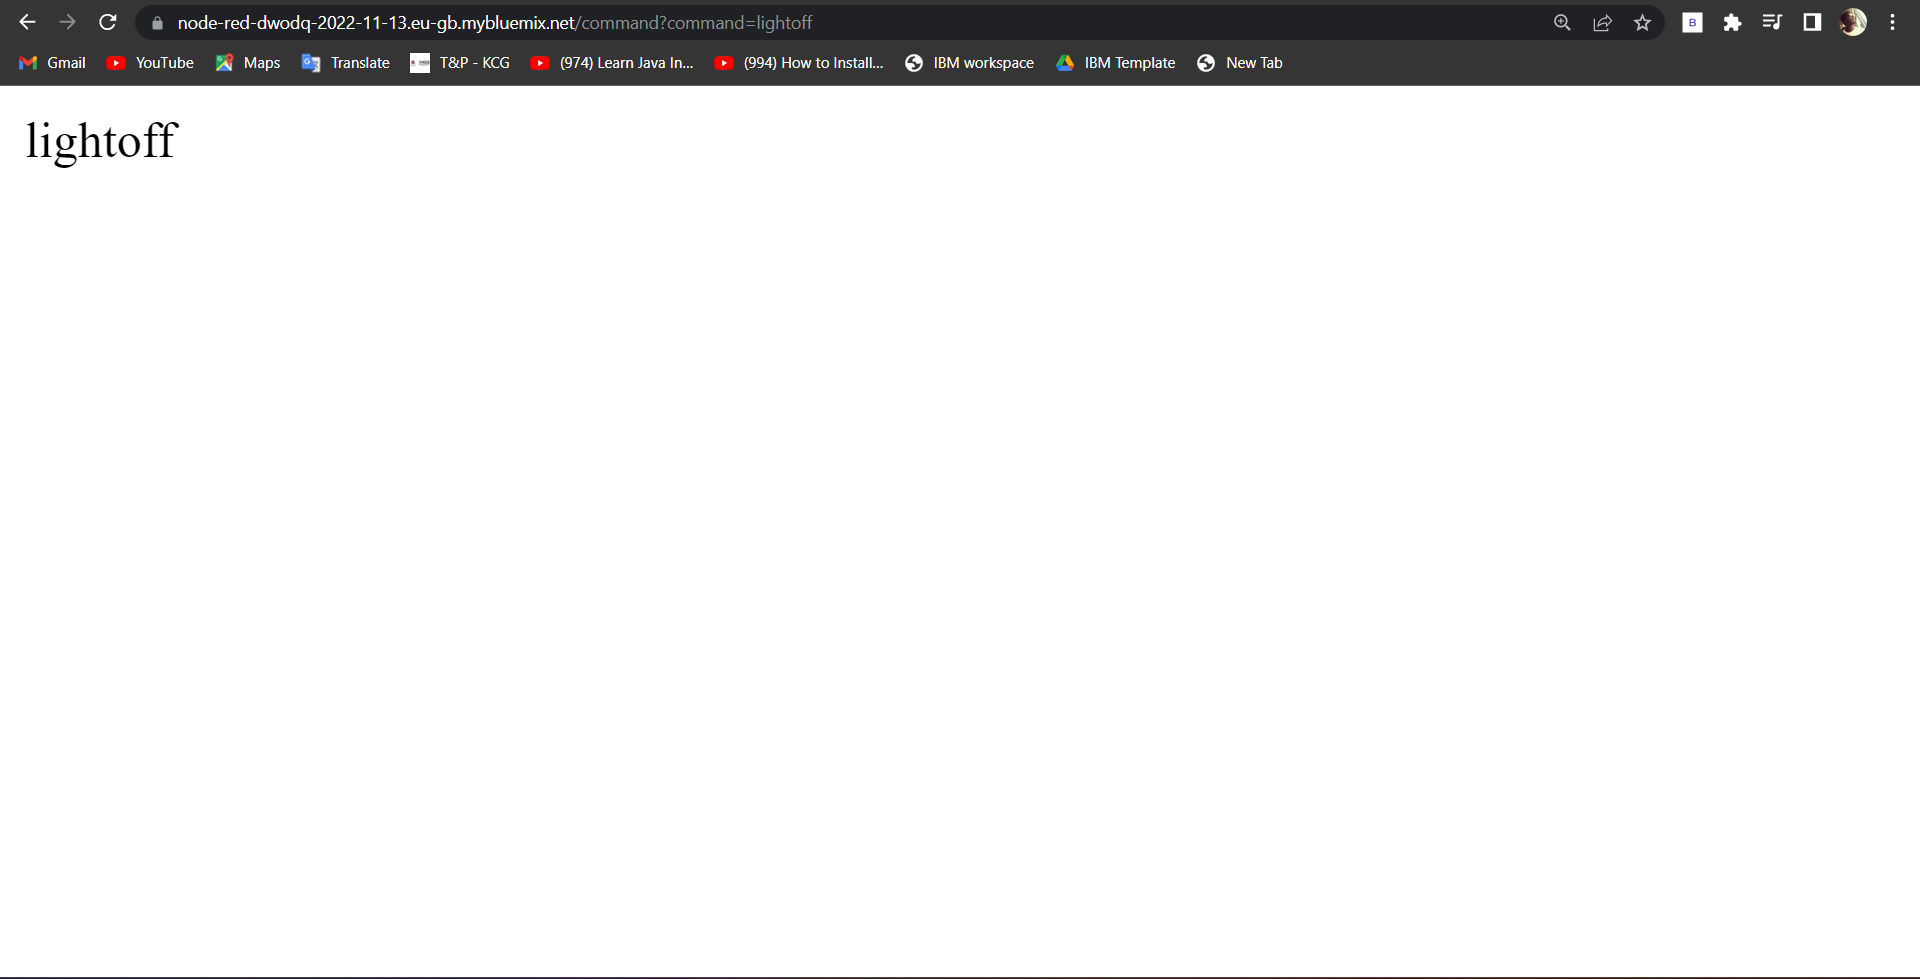 node-red-dwodq-2022-11-13.eu-gb.mybluemix.net/command?command=lightoff
B
Gmail YouTube Maps Translate T&P - KCG (974) Learn Java In... (994) How to Install... IBM workspace IBM Template New Tab
lightoff